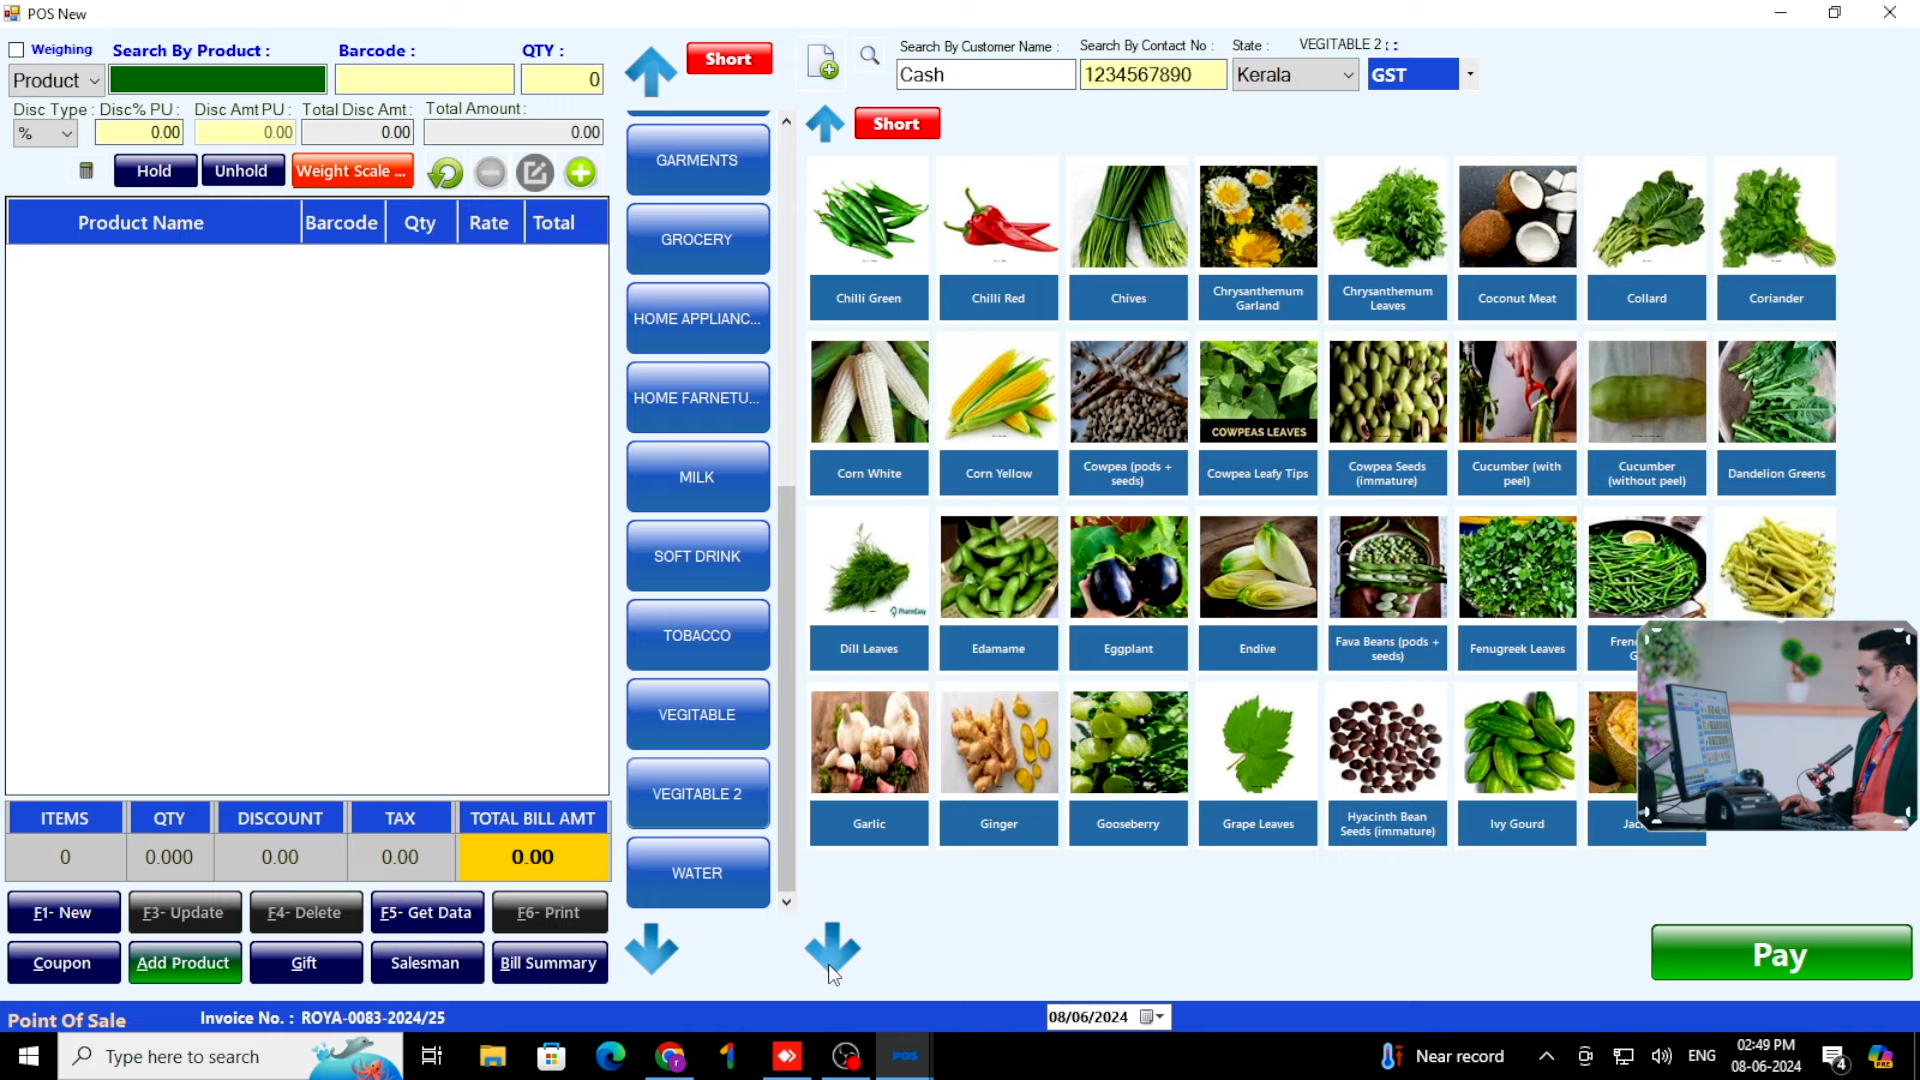 POS New
Weighing
Search By Product :
Barcode :
QTY :
Product
0
Disc Type :
Disc% PU :
Disc Amt PU :
Total Disc Amt :
Total Amount :
%
0.00
0.00
0.00
0.00
Hold
Unhold
Weight Scale ...
Product Name
Barcode
Qty
Rate
Total
ITEMS
QTY
DISCOUNT
TAX
TOTAL BILL AMT
0
0.000
0.00
0.00
0.00
F1- New
F3- Update
F4- Delete
F5- Get Data
F6- Print
Coupon
Add Product
Gift
Salesman
Bill Summary
Short
GARMENTS
GROCERY
HOME APPLIANC...
HOME FARNETU...
MILK
SOFT DRINK
TOBACCO
VEGITABLE
VEGITABLE 2
WATER
Search By Customer Name :
Search By Contact No :
State :
VEGITABLE 2 : :
Cash
1234567890
Kerala
GST
Short
Chilli Green
Chilli Red
Chives
Chrysanthemum
Garland
Chrysanthemum
Leaves
Coconut Meat
Collard
Coriander
COWPEAS LEAVES
Corn White
Corn Yellow
Cowpea (pods +
seeds)
Cowpea Leafy Tips
Cowpea Seeds
(immature)
Cucumber (with
peel)
Cucumber
(without peel)
Dandelion Greens
PharmEasy
Dill Leaves
Edamame
Eggplant
Endive
Fava Beans (pods +
seeds)
Fenugreek Leaves
Garlic
Ginger
Gooseberry
Grape Leaves
Hyacinth Bean
Seeds (immature)
Ivy Gourd
Pay
Point Of Sale
Invoice No. : ROYA-0083-2024/25
08/06/2024
Type here to search
POS
Near record
ENG
02:49 PM
08-06-2024
4
PRE